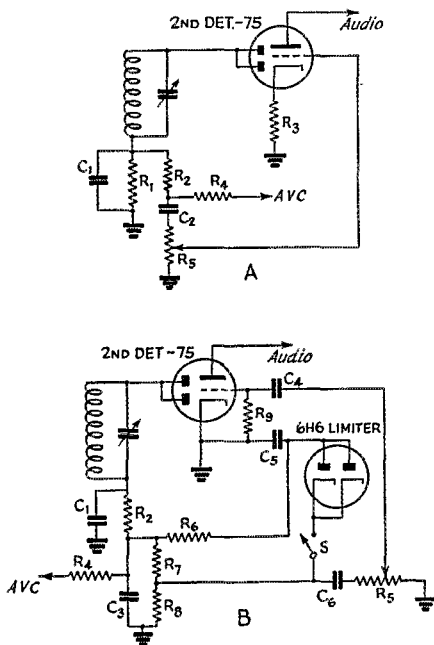 2ND DET.-75
Audio
R3
C1
R1
R2
R4
AVC
C2
R5
A
2ND DET-75
Audio
C4
R9
6H6 LIMITER
C5
C1
R2
R6
S
R4
R7
AVC
C3
R8
C6
R5
B